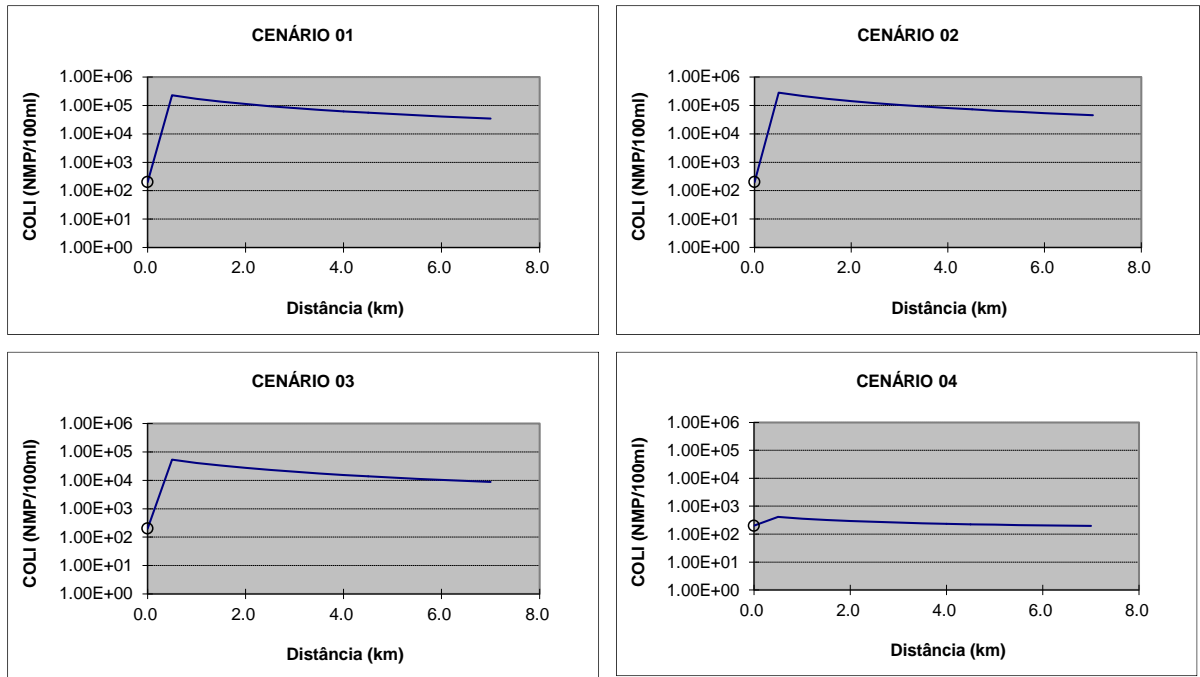 CENÁRIO 01
COLI (NMP/100ml)
1.00E+06
1.00E+05
1.00E+04
1.00E+03
1.00E+02
1.00E+01
1.00E+00
0.0 2.0 4.0 6.0 8.0
Distância (km)
CENÁRIO 02
COLI (NMP/100ml)
1.00E+06
1.00E+05
1.00E+04
1.00E+03
1.00E+02
1.00E+01
1.00E+00
0.0 2.0 4.0 6.0 8.0
Distância (km)
CENÁRIO 03
COLI (NMP/100ml)
1.00E+06
1.00E+05
1.00E+04
1.00E+03
1.00E+02
1.00E+01
1.00E+00
0.0 2.0 4.0 6.0 8.0
Distância (km)
CENÁRIO 04
COLI (NMP/100ml)
1.00E+06
1.00E+05
1.00E+04
1.00E+03
1.00E+02
1.00E+01
1.00E+00
0.0 2.0 4.0 6.0 8.0
Distância (km)